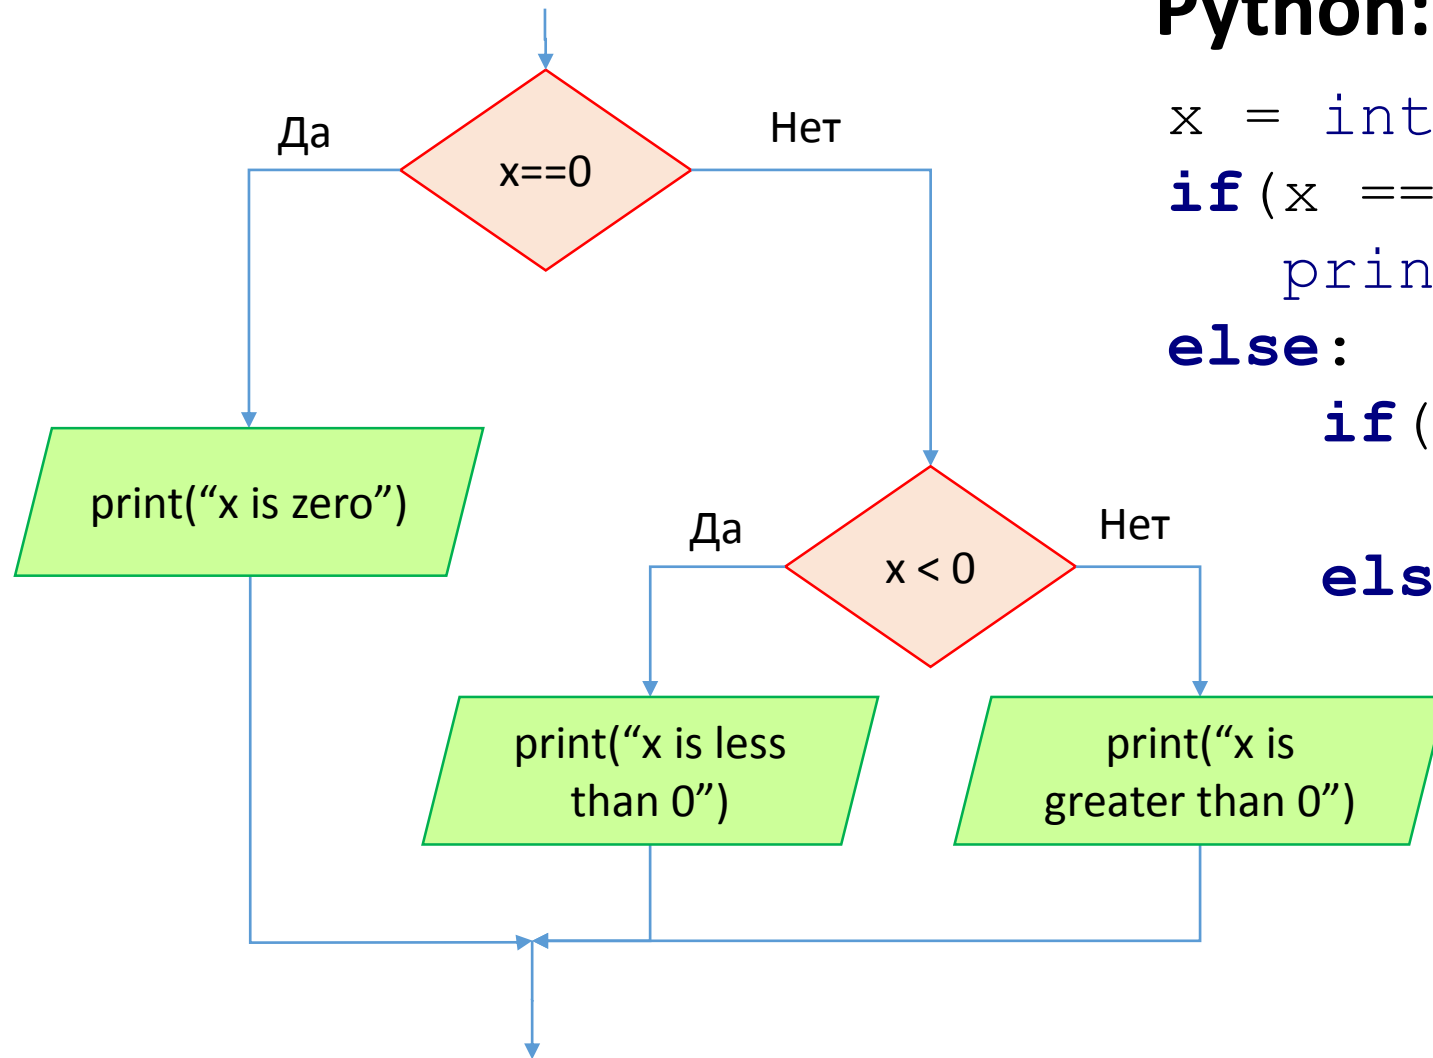 Да
Нет
x==0
print(“x is zero”)
Да
Нет
x < 0
print(“x is less
than 0”)
print(“x is
greater than 0”)
Python:
x = int
if(x ==
prin
else:
if(
els